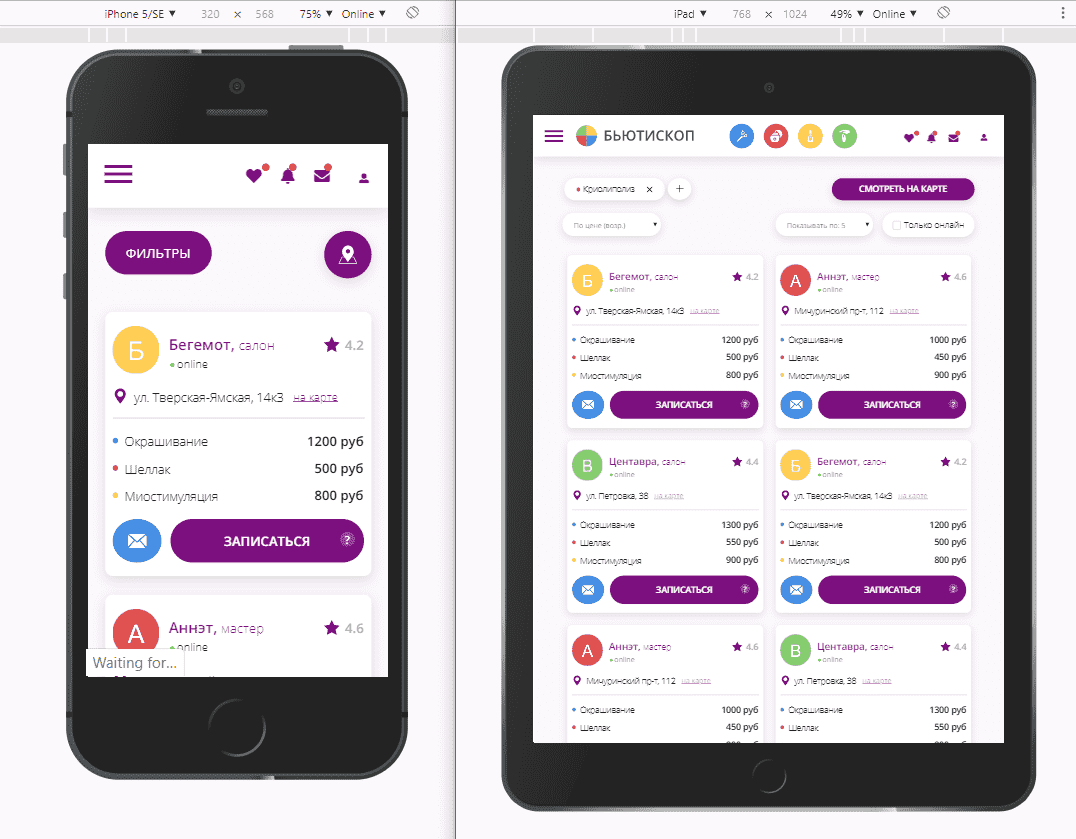 iPhone 5/SE ▼ 320 × 568 75% ▼ Online ▼
ФИЛЬТРЫ
Б
Бегемот, салон
4.2
online
ул. Тверская-Ямская, 14к3 на карте
Окрашивание 1200 руб
Шеллак 500 руб
Миостимуляция 800 руб
ЗАПИСАТЬСЯ ?
А
Аннэт, мастер
4.6
online
Waiting for...
iPad ▼ 768 × 1024 49% ▼ Online ▼
БЬЮТИСКОП
Криолиполиз × +
СМОТРЕТЬ НА КАРТЕ
По цене (возр.)
Показывать по: 5
Только онлайн
Б
Бегемот, салон
4.2
online
ул. Тверская-Ямская, 14к3 на карте
Окрашивание 1200 руб
Шеллак 500 руб
Миостимуляция 800 руб
ЗАПИСАТЬСЯ ?
А
Аннэт, мастер
4.6
online
Мичуринский пр-т, 112 на карте
Окрашивание 1000 руб
Шеллак 450 руб
Миостимуляция 900 руб
ЗАПИСАТЬСЯ ?
В
Центавра, салон
4.4
online
ул. Петровка, 38 на карте
Окрашивание 1300 руб
Шеллак 550 руб
Миостимуляция 900 руб
ЗАПИСАТЬСЯ ?
Б
Бегемот, салон
4.2
online
ул. Тверская-Ямская, 14к3 на карте
Окрашивание 1200 руб
Шеллак 500 руб
Миостимуляция 800 руб
ЗАПИСАТЬСЯ ?
А
Аннэт, мастер
4.6
online
Мичуринский пр-т, 112 на карте
Окрашивание 1000 руб
Шеллак 450 руб
В
Центавра, салон
4.4
online
ул. Петровка, 38 на карте
Окрашивание 1300 руб
Шеллак 550 руб